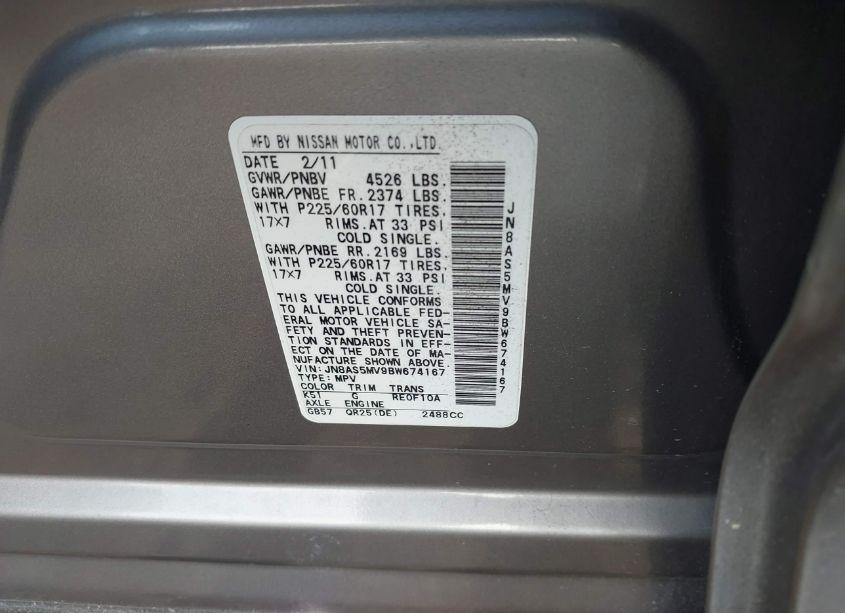 MFD BY NISSAN MOTOR CO.,LTD.
DATE 2/11
GVWR/PNBV 4526 LBS.
GAWR/PNBE FR. 2374 LBS.
WITH P225/60R17 TIRES.
17X7 RIMS. AT 33 PSI
COLD SINGLE.
GAWR/PNBE RR. 2169 LBS.
WITH P225/60R17 TIRES.
17X7 RIMS. AT 33 PSI
COLD SINGLE.
THIS VEHICLE CONFORMS
TO ALL APPLICABLE FED-
ERAL MOTOR VEHICLE SA-
FETY AND THEFT PREVEN-
TION STANDARDS IN EFF-
ECT ON THE DATE OF MA-
NUFACTURE SHOWN ABOVE.
VIN: JN8AS5MV9BW674167
TYPE: MPV
COLOR TRIM TRANS
K51 G RE0F10A
AXLE ENGINE
GB57 QR25(DE) 2488CC
JN8AS5MV9BW674167